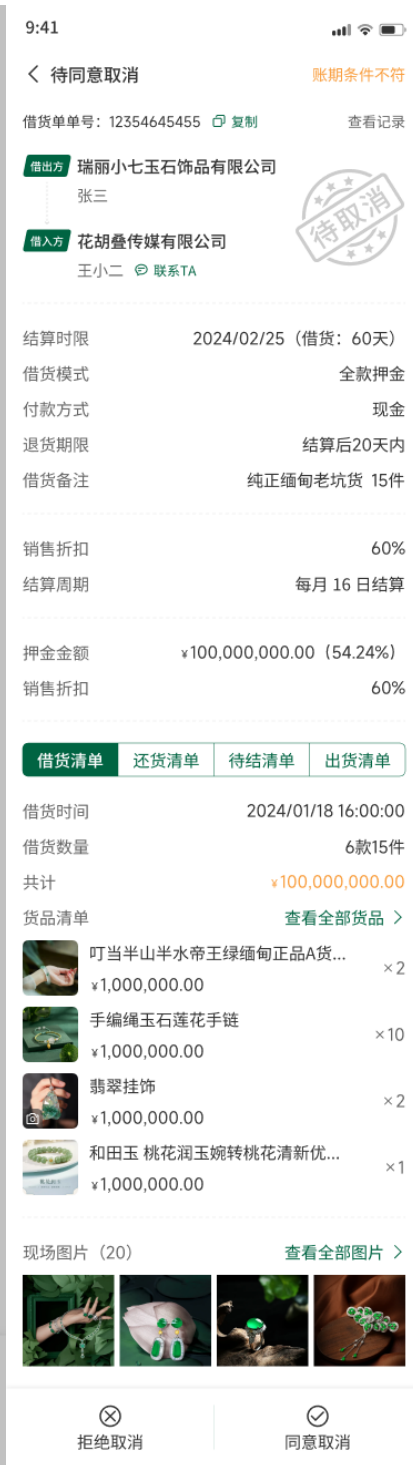 9:41
待同意取消 账期条件不符
借货单单号：12354645455 复制 查看记录
借出方 瑞丽小七玉石饰品有限公司
张三
待取消
借入方 花胡叠传媒有限公司
王小二 联系TA
结算时限 2024/02/25（借货：60天）
借货模式 全款押金
付款方式 现金
退货期限 结算后20天内
借货备注 纯正缅甸老坑货 15件
销售折扣 60%
结算周期 每月 16 日结算
押金金额 ¥100,000,000.00（54.24%）
销售折扣 60%
借货清单 还货清单 待结清单 出货清单
借货时间 2024/01/18 16:00:00
借货数量 6款15件
共计 ¥100,000,000.00
货品清单 查看全部货品
叮当半山半水帝王绿缅甸正品A货...
×2
¥1,000,000.00
手编绳玉石莲花手链
×10
¥1,000,000.00
翡翠挂饰
×2
¥1,000,000.00
和田玉 桃花润玉婉转桃花清新优...
×1
¥1,000,000.00
现场图片（20） 查看全部图片
拒绝取消 同意取消